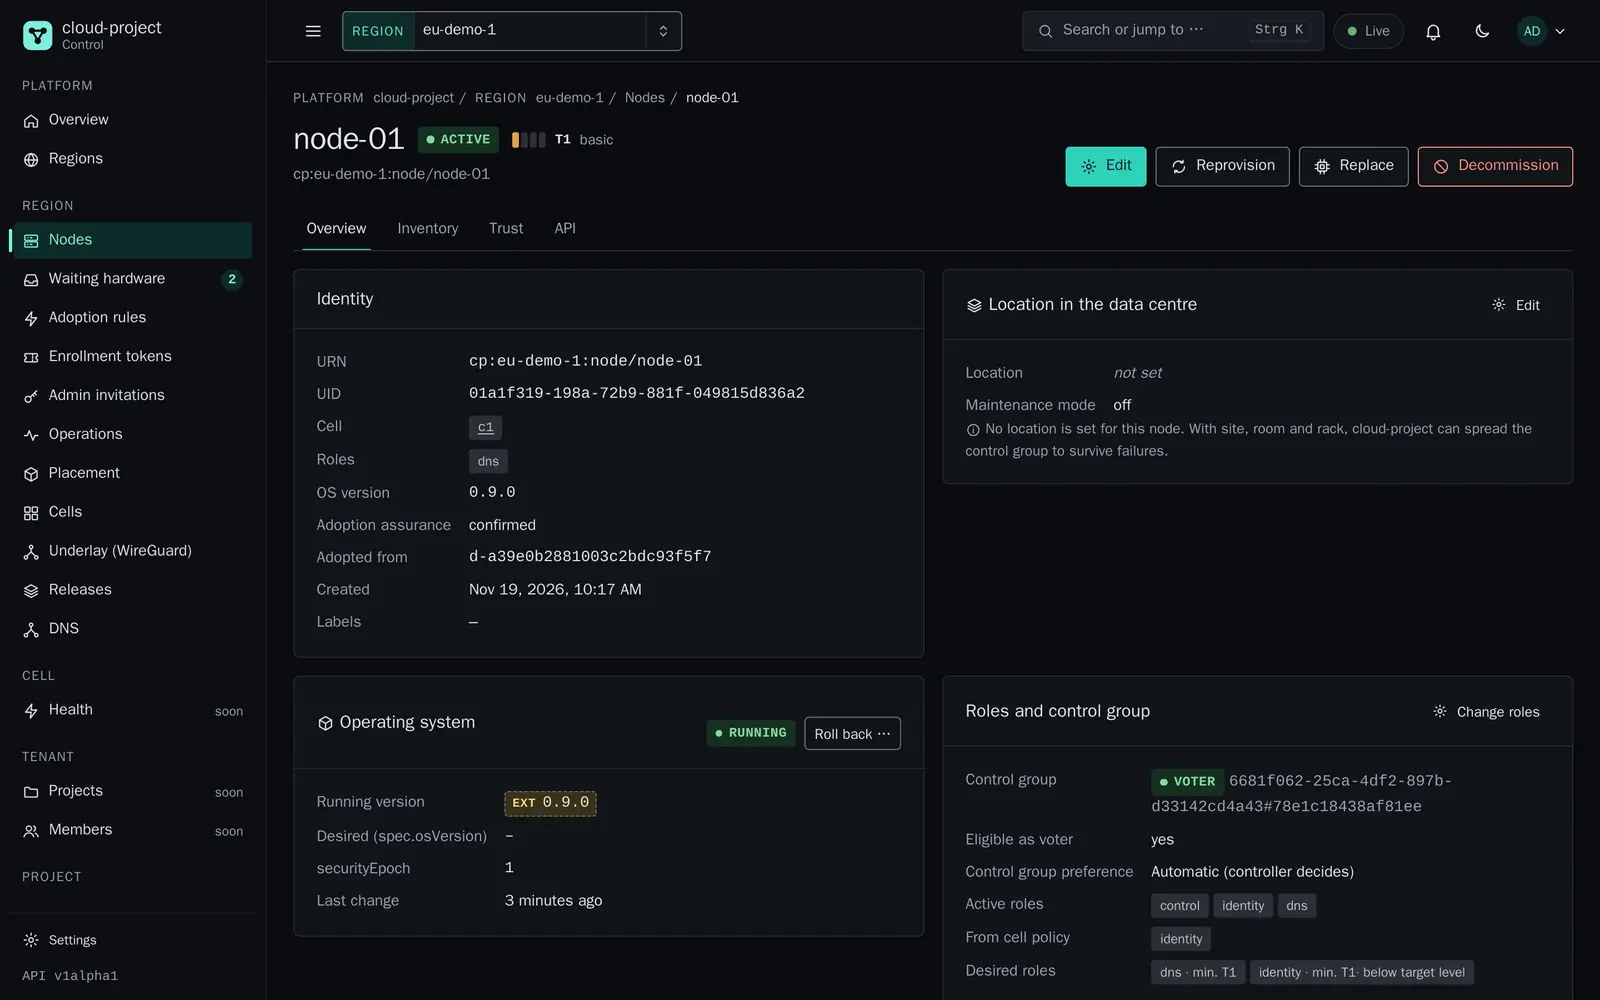 cloud-project
Control
PLATFORM
Overview
Regions
REGION
Nodes
Waiting hardware 2
Adoption rules
Enrollment tokens
Admin invitations
Operations
Placement
Cells
Underlay (WireGuard)
Releases
DNS
CELL
Health soon
TENANT
Projects soon
Members soon
PROJECT
Settings
API v1alpha1
REGION eu-demo-1
Search or jump to ··· Strg K
Live
AD
PLATFORM cloud-project / REGION eu-demo-1 / Nodes / node-01
node-01 ACTIVE T1 basic
cp:eu-demo-1:node/node-01
Edit Reprovision Replace Decommission
Overview Inventory Trust API
Identity
URN cp:eu-demo-1:node/node-01
UID 01a1f319-198a-72b9-881f-049815d836a2
Cell c1
Roles dns
OS version 0.9.0
Adoption assurance confirmed
Adopted from d-a39e0b2881003c2bdc93f5f7
Created Nov 19, 2026, 10:17 AM
Labels –
Location in the data centre Edit
Location not set
Maintenance mode off
No location is set for this node. With site, room and rack, cloud-project can spread the
control group to survive failures.
Operating system RUNNING Roll back ···
Running version EXT 0.9.0
Desired (spec.osVersion) –
securityEpoch 1
Last change 3 minutes ago
Roles and control group Change roles
Control group VOTER 6681f062-25ca-4df2-897b-
d33142cd4a43#78e1c18438af81ee
Eligible as voter yes
Control group preference Automatic (controller decides)
Active roles control identity dns
From cell policy identity
Desired roles dns · min. T1 identity · min. T1· below target level